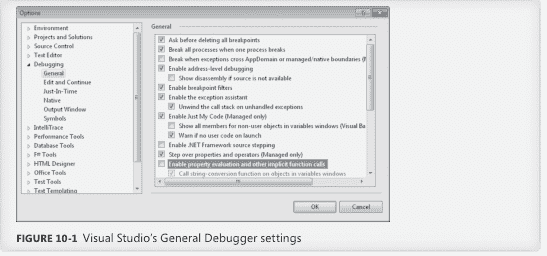 Options
Environment
Projects and Solutions
Source Control
Text Editor
Debugging
General
Edit and Continue
Just-In-Time
Native
Output Window
Symbols
IntelliTrace
Performance Tools
Database Tools
F# Tools
HTML Designer
Office Tools
Test Tools
Text Templating
General
Ask before deleting all breakpoints
Break all processes when one process breaks
Break when exceptions cross AppDomain or managed/native boundaries (M
Enable address-level debugging
Show disassembly if source is not available
Enable breakpoint filters
Enable the exception assistant
Unwind the call stack on unhandled exceptions
Enable Just My Code (Managed only)
Show all members for non-user objects in variables windows (Visual Ba
Warn if no user code on launch
Enable .NET Framework source stepping
Step over properties and operators (Managed only)
Enable property evaluation and other implicit function calls
Call string-conversion function on objects in variables windows
OK Cancel
FIGURE 10-1 Visual Studio's General Debugger settings